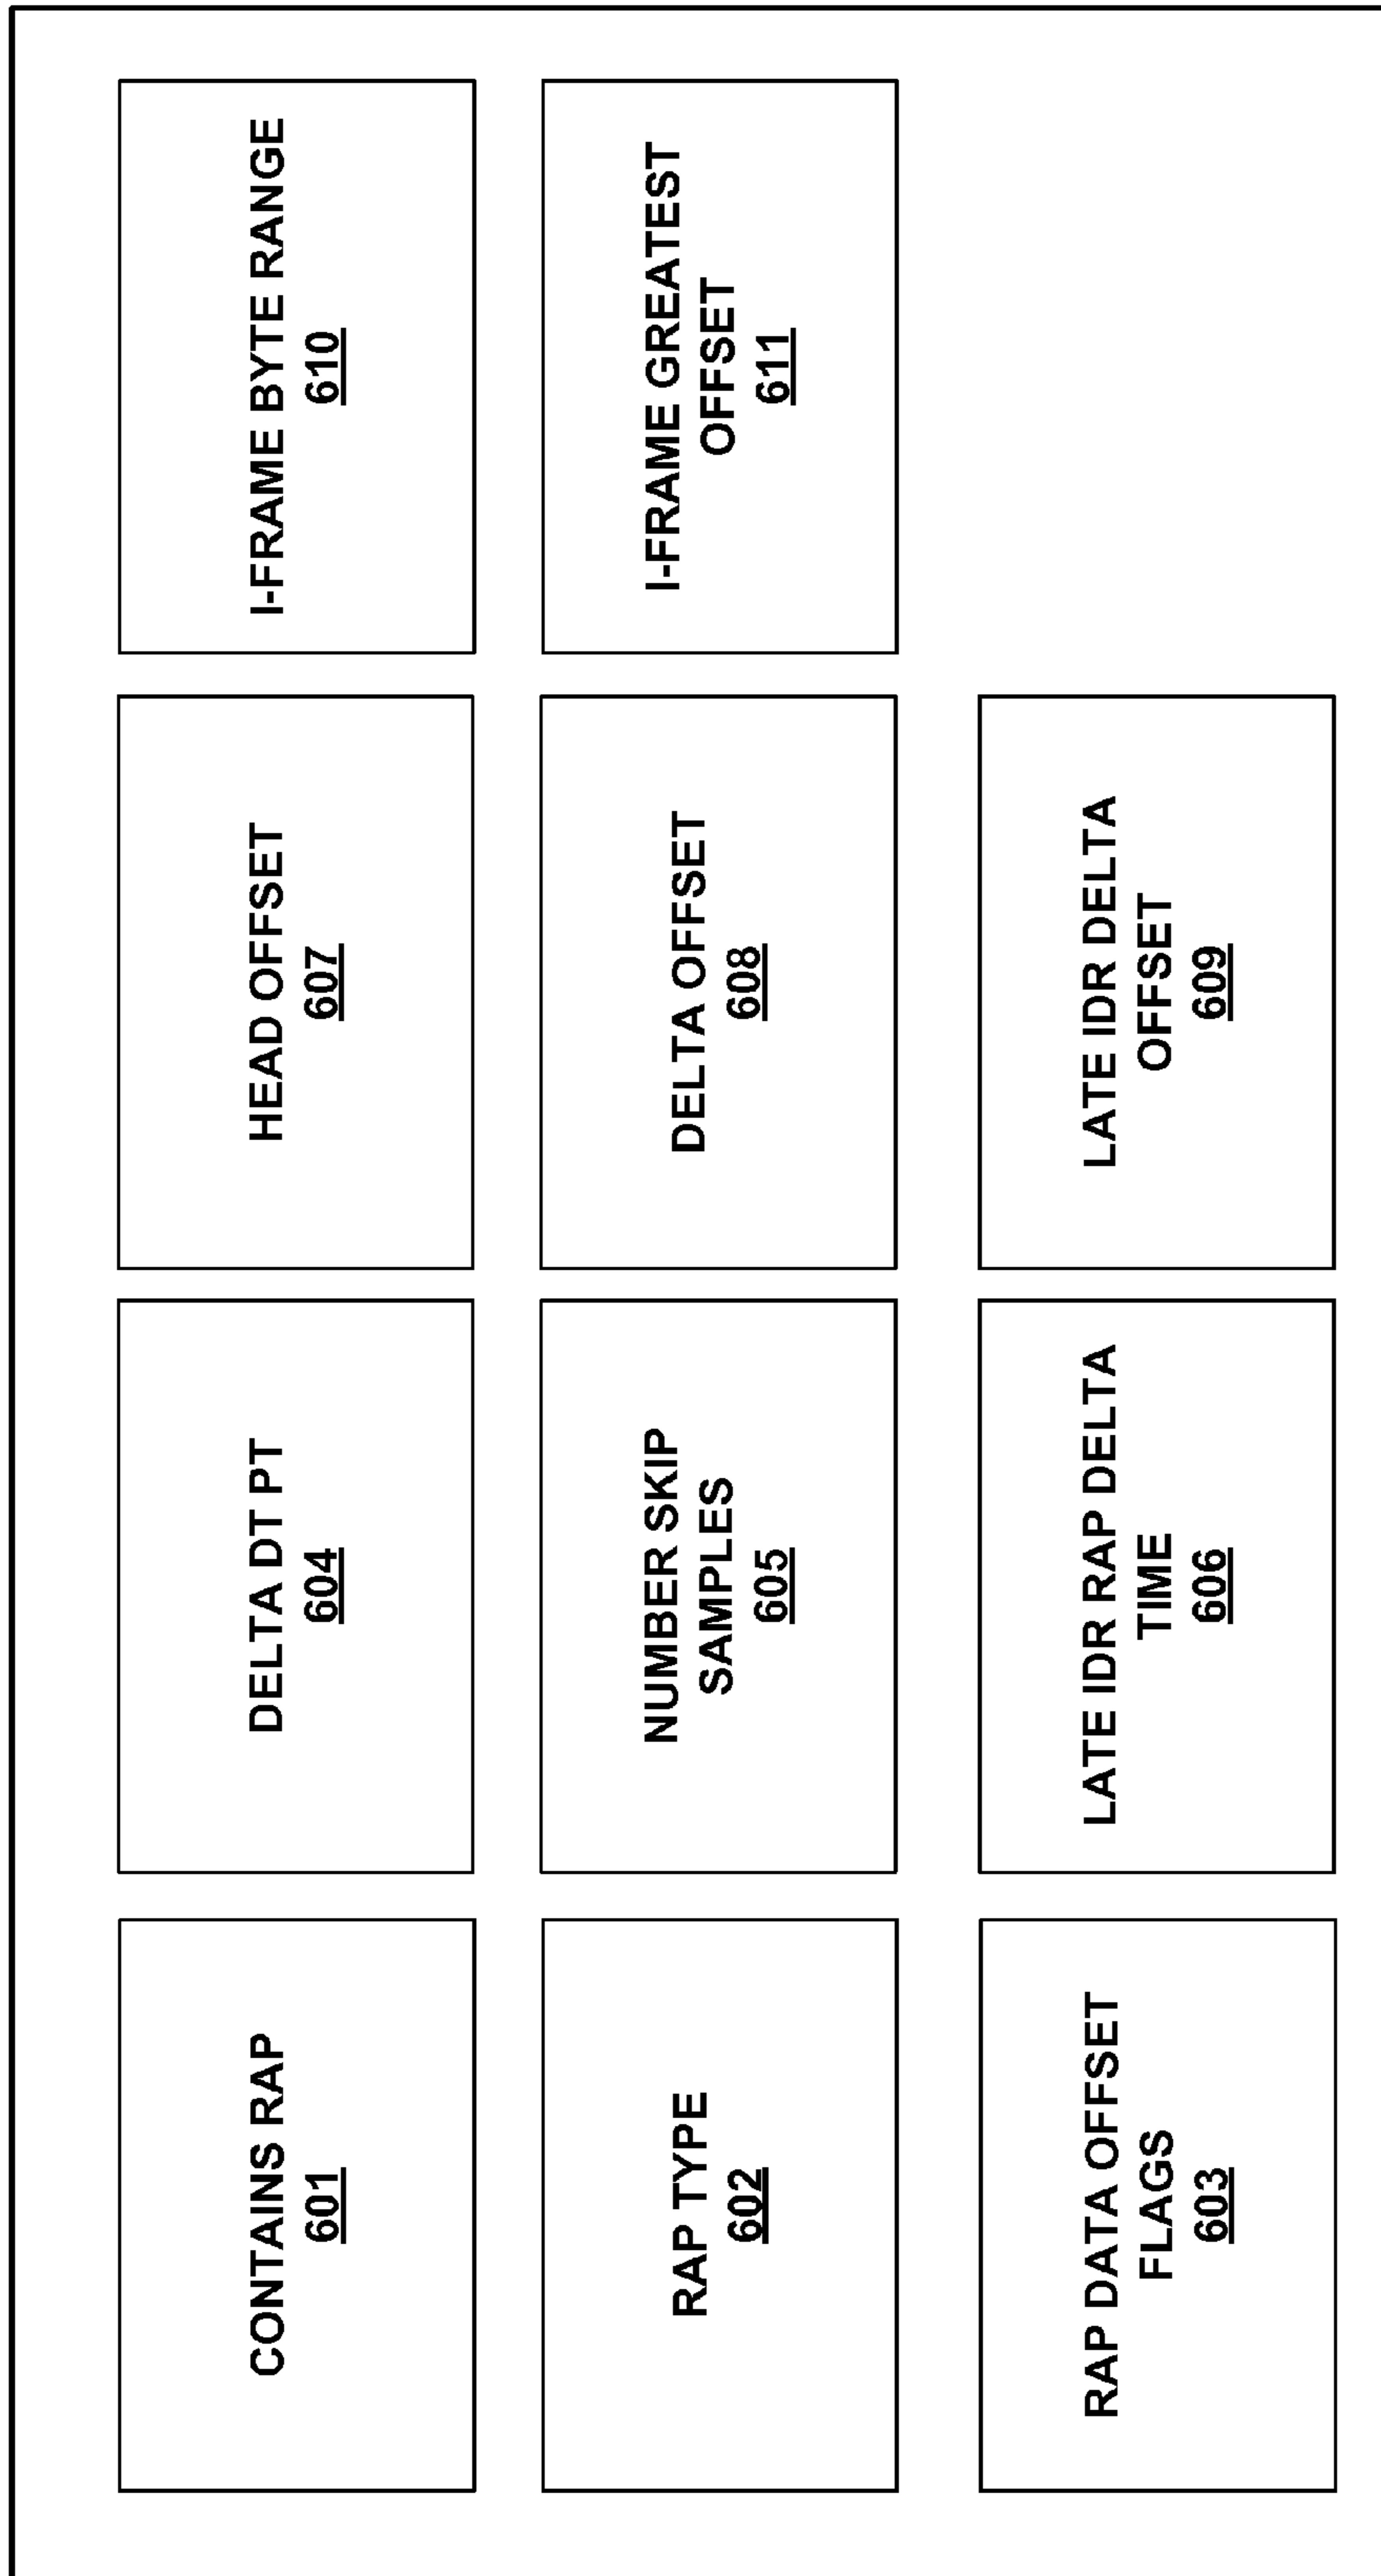 CONTAINS RAP
601
RAP TYPE
602
RAP DATA OFFSET
FLAGS
603
DELTA DT PT
604
NUMBER SKIP
SAMPLES
605
LATE IDR RAP DELTA
TIME
606
HEAD OFFSET
607
DELTA OFFSET
608
LATE IDR DELTA
OFFSET
609
I-FRAME BYTE RANGE
610
I-FRAME GREATEST
OFFSET
611